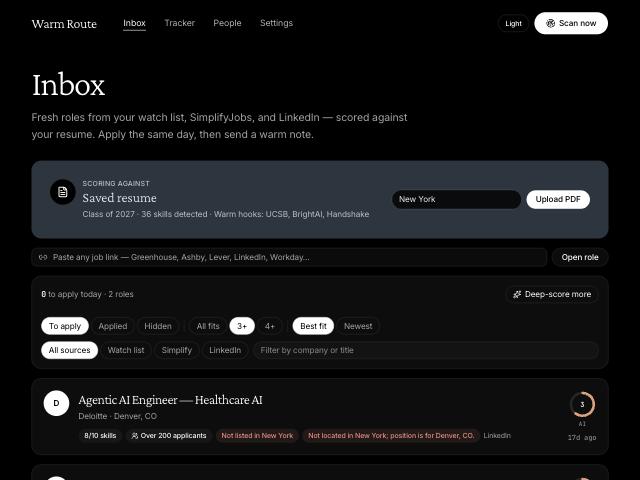 Warm Route
Inbox
Tracker
People
Settings
Light
Scan now
Inbox
Fresh roles from your watch list, SimplifyJobs, and LinkedIn — scored against
your resume. Apply the same day, then send a warm note.
SCORING AGAINST
Saved resume
Class of 2027 · 36 skills detected · Warm hooks: UCSB, BrightAI, Handshake
New York
Upload PDF
Paste any job link — Greenhouse, Ashby, Lever, LinkedIn, Workday...
Open role
0 to apply today · 2 roles
Deep-score more
To apply
Applied
Hidden
All fits
3+
4+
Best fit
Newest
All sources
Watch list
Simplify
LinkedIn
Filter by company or title
D
Agentic AI Engineer — Healthcare AI
Deloitte · Denver, CO
8/10 skills
Over 200 applicants
Not listed in New York
Not located in New York; position is for Denver, CO.
LinkedIn
3
AI
17d ago